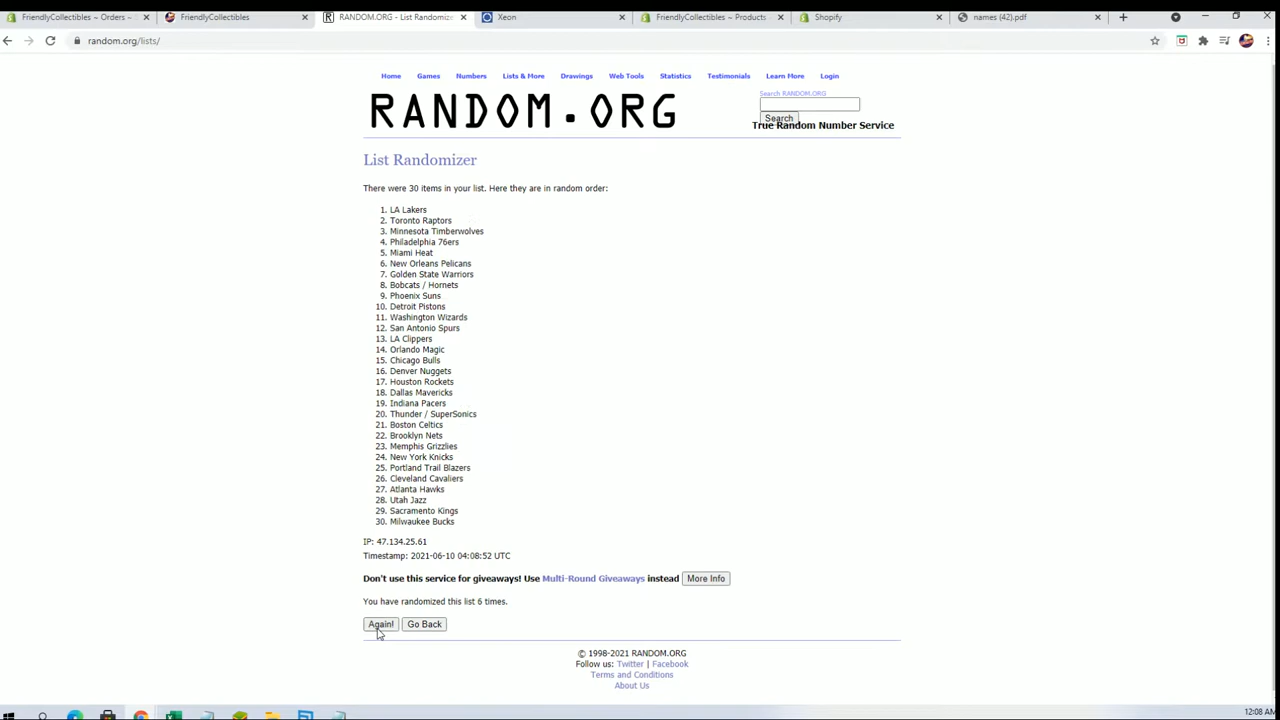 FriendlyCollectibles ~ Orders ~ S
FriendlyCollectibles
RANDOM.ORG - List Randomize
Xeon
FriendlyCollectibles ~ Products ~
Shopify
names (42).pdf
random.org/lists/
Home Games Numbers Lists & More Drawings Web Tools Statistics Testimonials Learn More Login
Search RANDOM.ORG
RANDOM.ORG
Search
True Random Number Service
List Randomizer
There were 30 items in your list. Here they are in random order:
1. LA Lakers
2. Toronto Raptors
3. Minnesota Timberwolves
4. Philadelphia 76ers
5. Miami Heat
6. New Orleans Pelicans
7. Golden State Warriors
8. Bobcats / Hornets
9. Phoenix Suns
10. Detroit Pistons
11. Washington Wizards
12. San Antonio Spurs
13. LA Clippers
14. Orlando Magic
15. Chicago Bulls
16. Denver Nuggets
17. Houston Rockets
18. Dallas Mavericks
19. Indiana Pacers
20. Thunder / SuperSonics
21. Boston Celtics
22. Brooklyn Nets
23. Memphis Grizzlies
24. New York Knicks
25. Portland Trail Blazers
26. Cleveland Cavaliers
27. Atlanta Hawks
28. Utah Jazz
29. Sacramento Kings
30. Milwaukee Bucks
IP: 47.134.25.61
Timestamp: 2021-06-10 04:08:52 UTC
Don't use this service for giveaways! Use Multi-Round Giveaways instead More Info
You have randomized this list 6 times.
Again! Go Back
© 1998-2021 RANDOM.ORG
Follow us: Twitter | Facebook
Terms and Conditions
About Us
12:08 AM